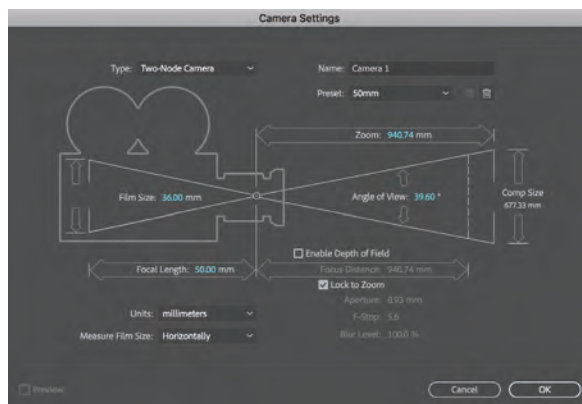 Camera Settings
Type: Two-Node Camera
Name: Camera 1
Preset: 50mm
Zoom: 940.74 mm
Film Size: 36.00 mm
Angle of View: 39.60 °
Comp Size
677.33 mm
Enable Depth of Field
Focal Length: 50.00 mm
Focus Distance: 940.74 mm
Lock to Zoom
Units: millimeters
Aperture: 8.93 mm
F-Stop: 5.6
Measure Film Size: Horizontally
Blur Level: 100.0 %
Preview
Cancel
OK